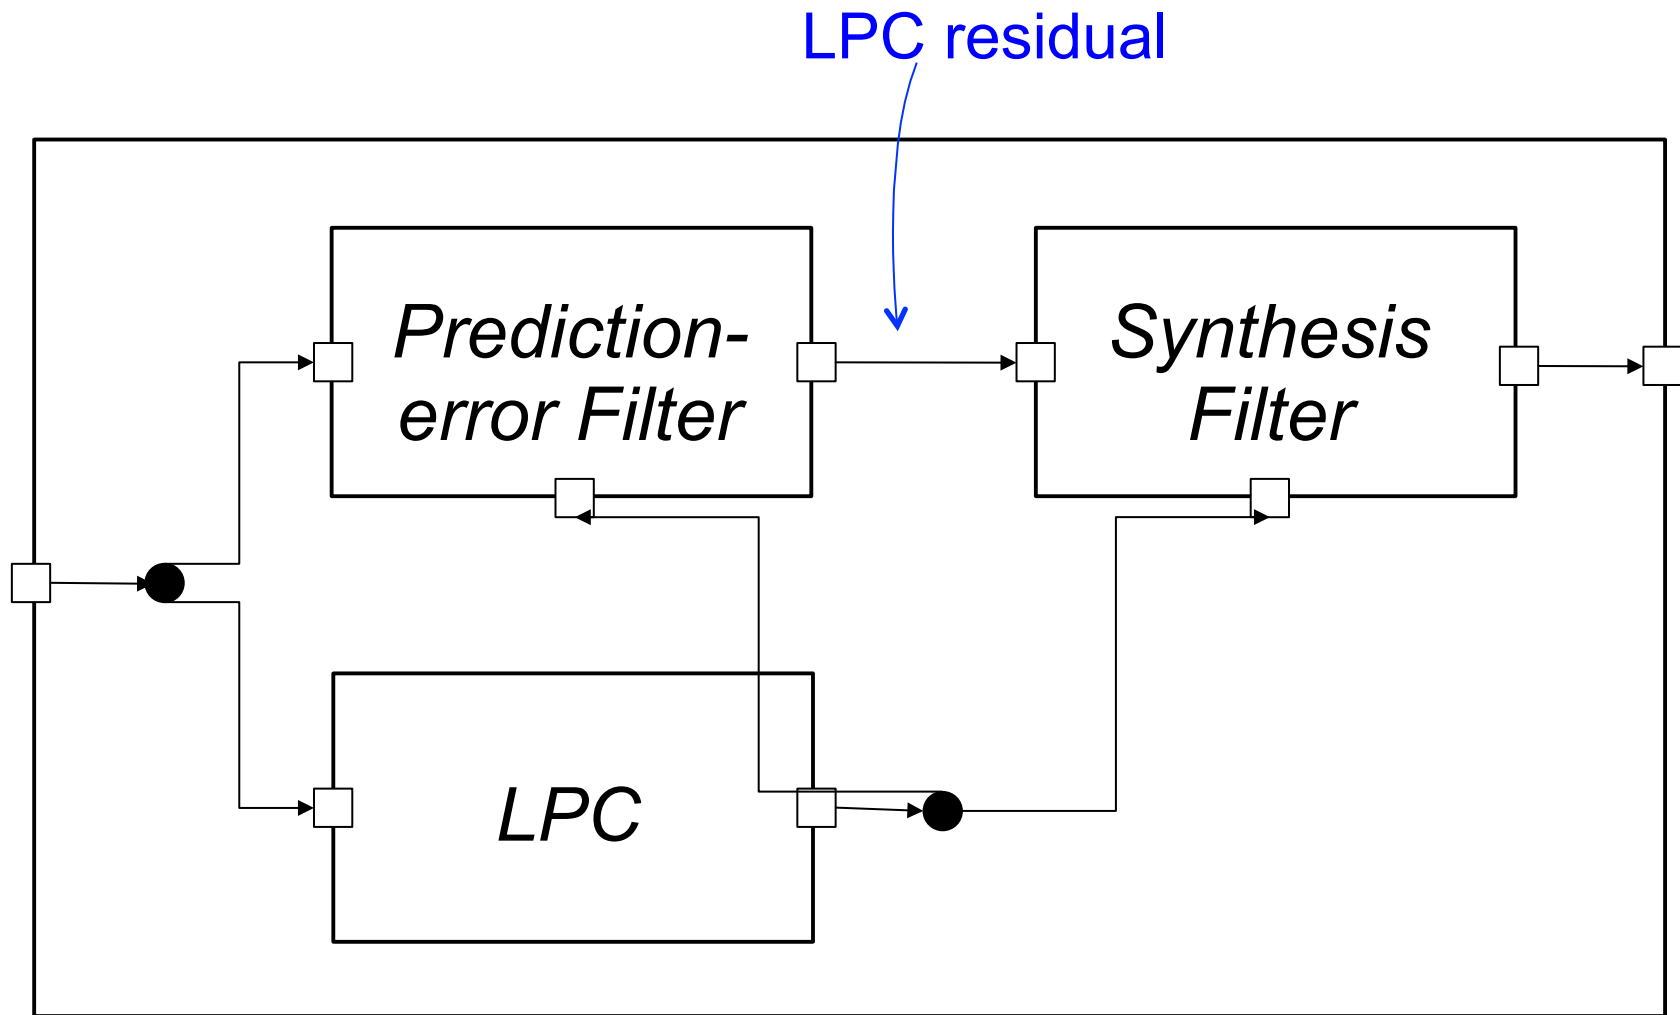 LPC residual
Prediction-
error Filter
Synthesis
Filter
LPC